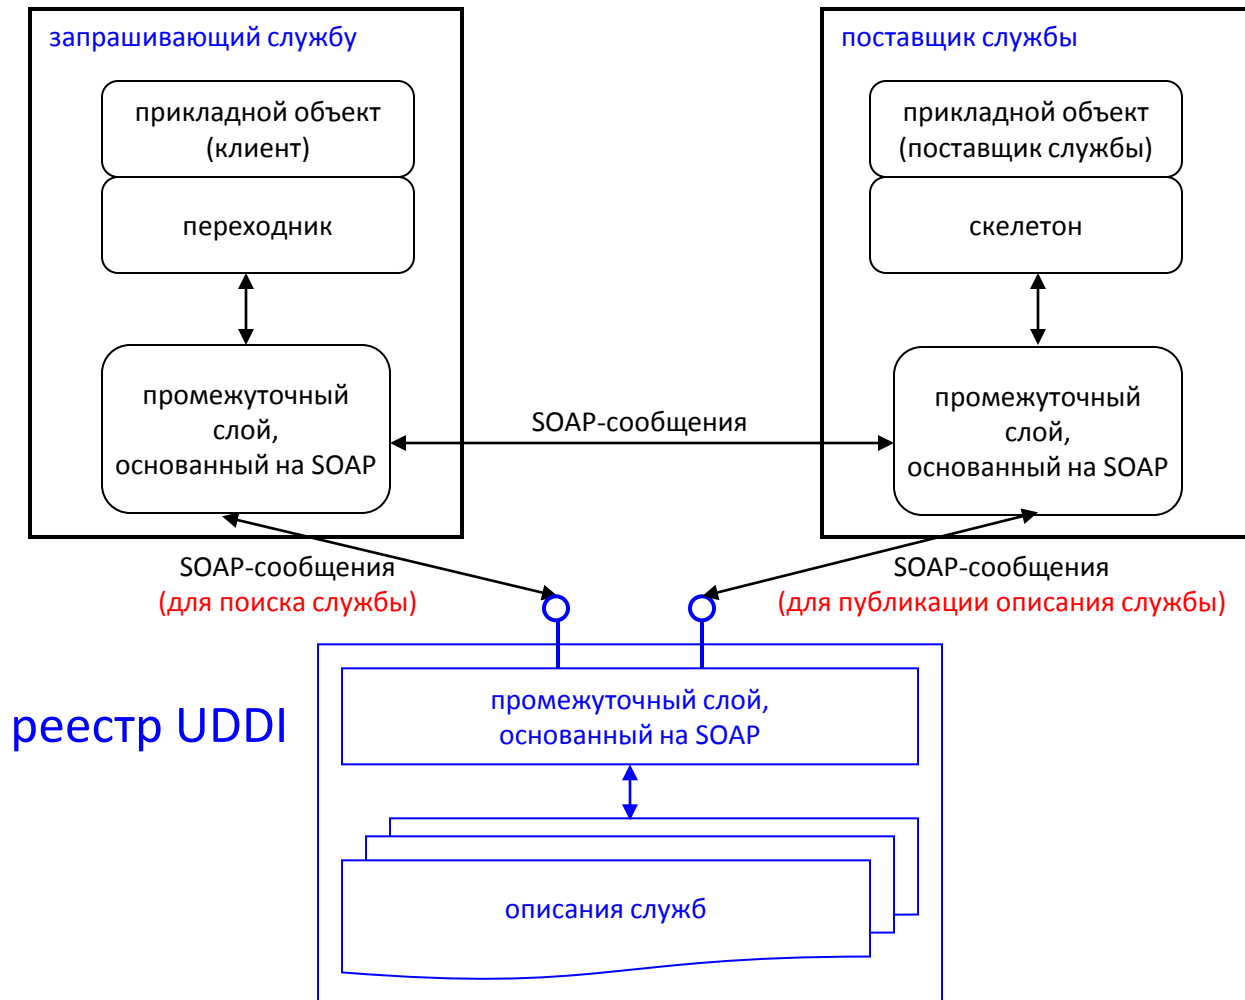 запрашивающий службу
поставщик службы
прикладной объект
(клиент)
прикладной объект
(поставщик службы)
переходник
скелетон
промежуточный
слой,
основанный на SOAP
SOAP-сообщения
промежуточный
слой,
основанный на SOAP
SOAP-сообщения
(для поиска службы)
SOAP-сообщения
(для публикации описания службы)
реестр UDDI
промежуточный слой,
основанный на SOAP
описания служб